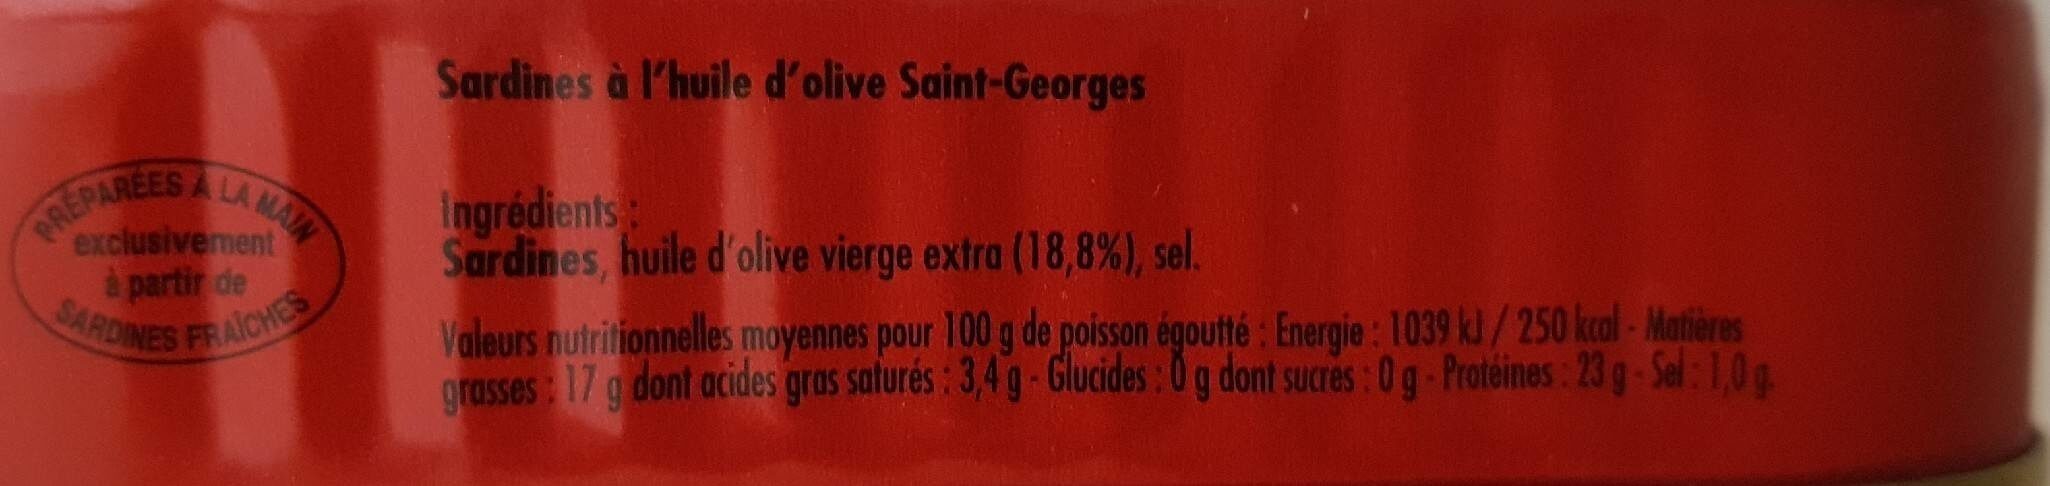 Sardines à l'huile d'olive Saint-Georges
PRÉPARÉES À LA MAIN
exclusivement
à partir de
SARDINES FRAÎCHES
Ingrédients :
Sardines, huile d'olive vierge extra (18,8%), sel.
Valeurs nutritionnelles moyennes pour 100 g de poisson égoutté : Energie : 1039 kJ / 250 kcal - Matières
grasses : 17 g dont acides gras saturés : 3,4 g - Glucides : 0 g dont sucres : 0 g - Protéines : 23 g - Sel : 1,0 g.